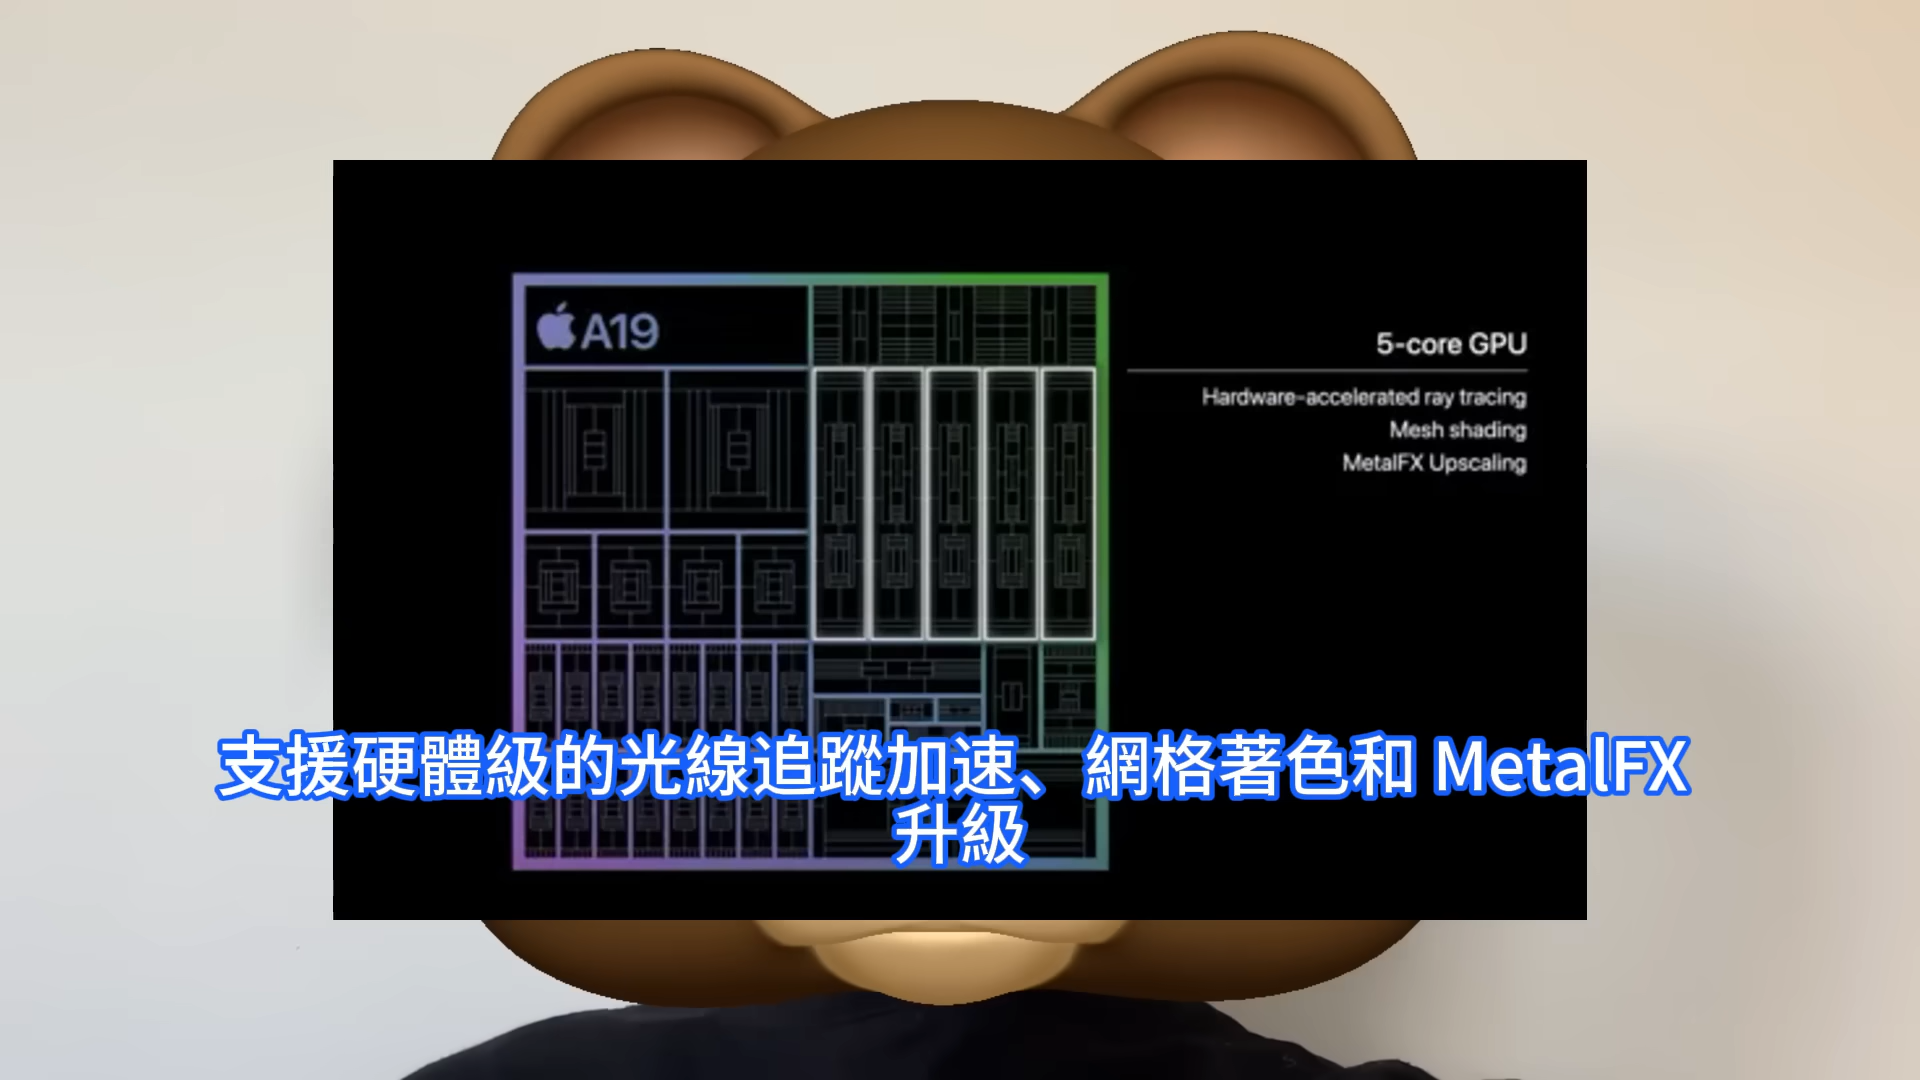 A19
5-core GPU
Hardware-accelerated ray tracing
Mesh shading
MetalFX Upscaling
支援硬體級的光線追蹤加速、網格著色和 MetalFX
升級